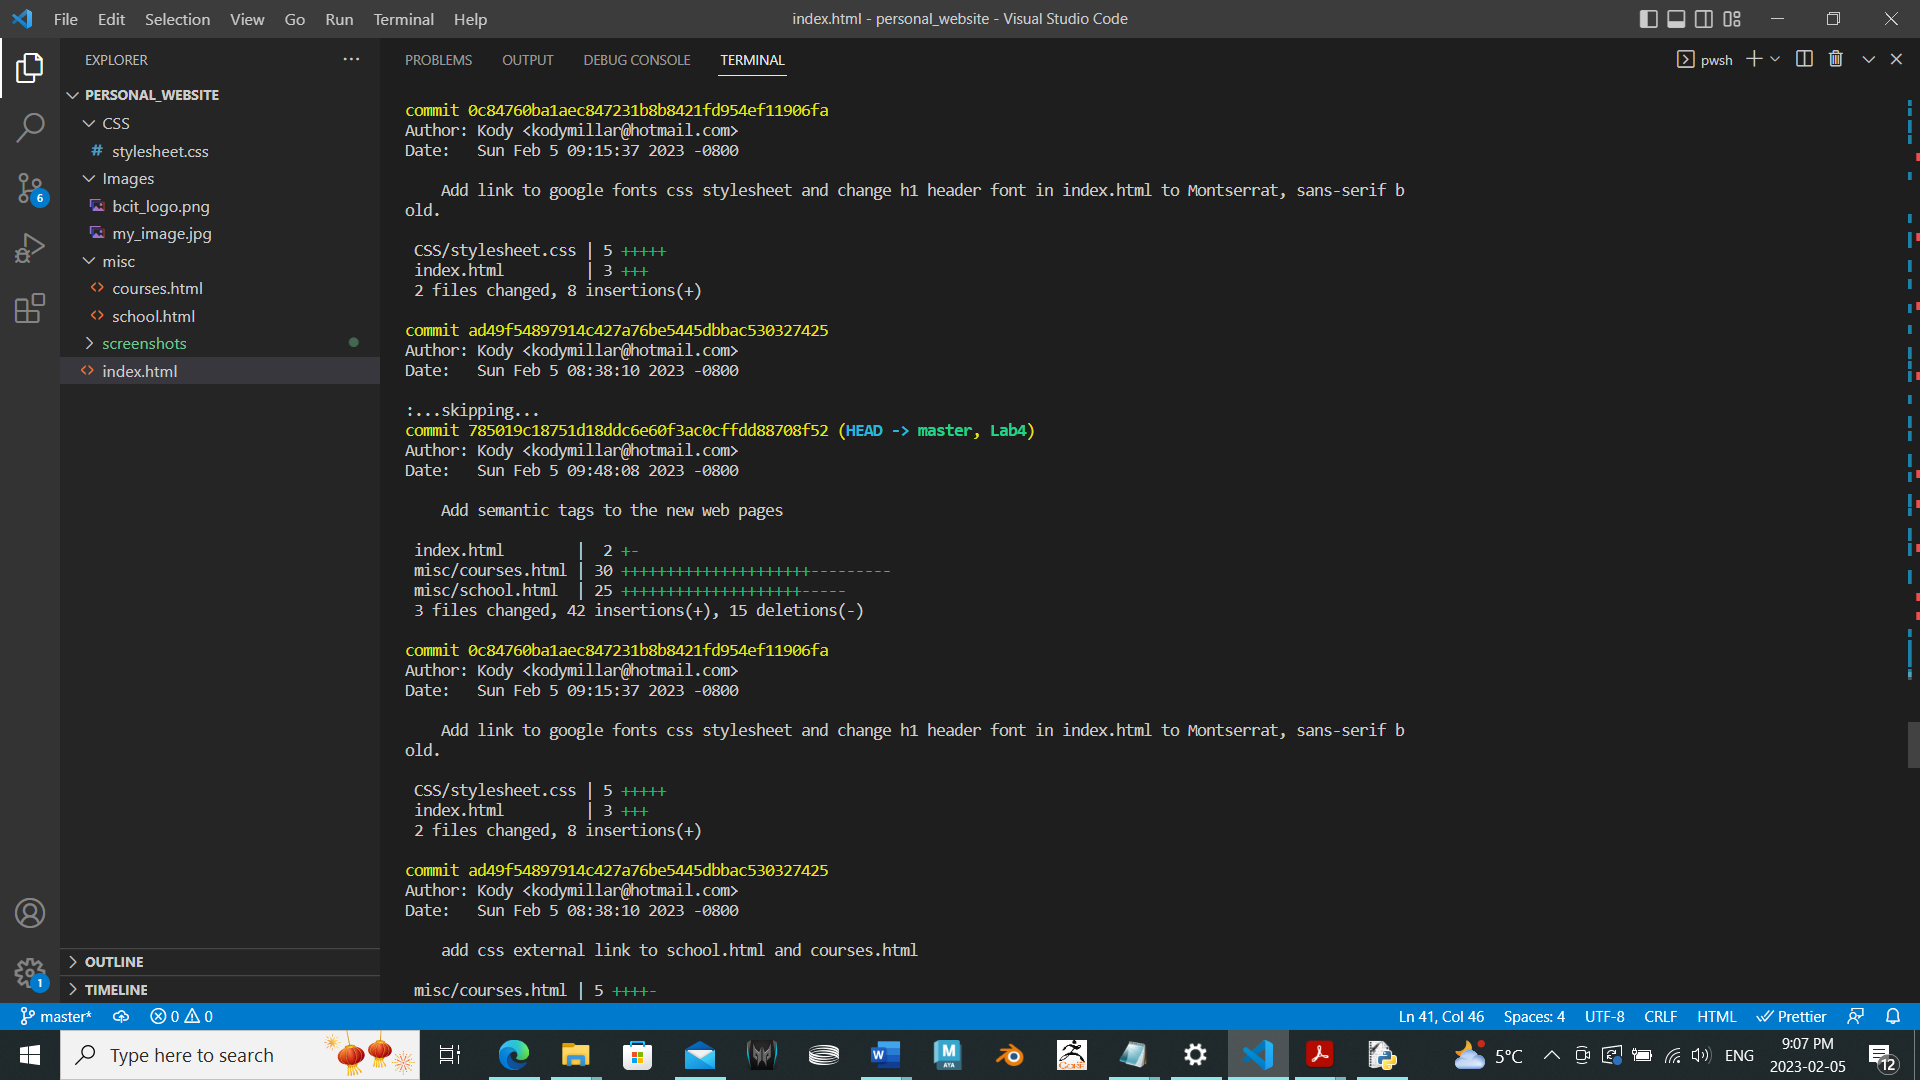 File Edit Selection View Go Run Terminal Help
index.html - personal_website - Visual Studio Code
EXPLORER
PERSONAL_WEBSITE
CSS
# stylesheet.css
Images
bcit_logo.png
my_image.jpg
misc
<> courses.html
<> school.html
screenshots
<> index.html
OUTLINE
TIMELINE
6
1
PROBLEMS OUTPUT DEBUG CONSOLE TERMINAL
pwsh
commit 0c84760ba1aec847231b8b8421fd954ef11906fa
Author: Kody <kodymillar@hotmail.com>
Date:   Sun Feb 5 09:15:37 2023 -0800
Add link to google fonts css stylesheet and change h1 header font in index.html to Montserrat, sans-serif b
old.
CSS/stylesheet.css | 5 +++++
index.html         | 3 +++
2 files changed, 8 insertions(+)
commit ad49f54897914c427a76be5445dbbac530327425
Author: Kody <kodymillar@hotmail.com>
Date:   Sun Feb 5 08:38:10 2023 -0800
:...skipping...
commit 785019c18751d18ddc6e60f3ac0cffdd88708f52 (HEAD -> master, Lab4)
Author: Kody <kodymillar@hotmail.com>
Date:   Sun Feb 5 09:48:08 2023 -0800
Add semantic tags to the new web pages
index.html        |  2 +-
misc/courses.html | 30 +++++++++++++++++++++---------
misc/school.html  | 25 ++++++++++++++++++++-----
3 files changed, 42 insertions(+), 15 deletions(-)
commit 0c84760ba1aec847231b8b8421fd954ef11906fa
Author: Kody <kodymillar@hotmail.com>
Date:   Sun Feb 5 09:15:37 2023 -0800
Add link to google fonts css stylesheet and change h1 header font in index.html to Montserrat, sans-serif b
old.
CSS/stylesheet.css | 5 +++++
index.html         | 3 +++
2 files changed, 8 insertions(+)
commit ad49f54897914c427a76be5445dbbac530327425
Author: Kody <kodymillar@hotmail.com>
Date:   Sun Feb 5 08:38:10 2023 -0800
add css external link to school.html and courses.html
misc/courses.html | 5 ++++-
master* 0 0
Ln 41, Col 46 Spaces: 4 UTF-8 CRLF HTML Prettier
Type here to search
5°C ENG
9:07 PM
2023-02-05
12